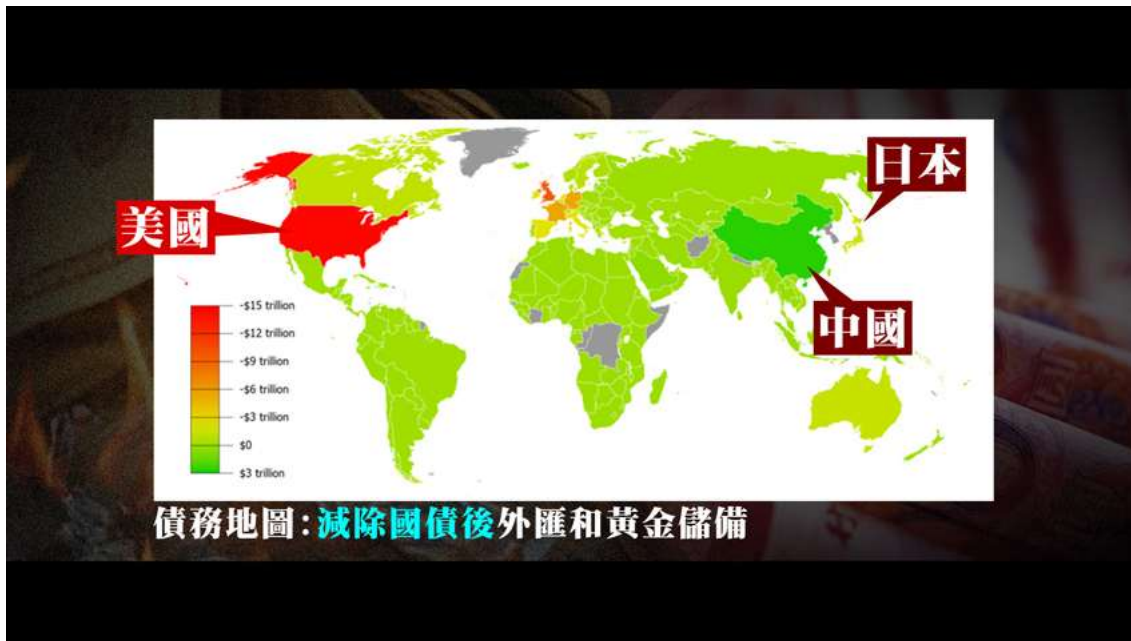 日本
美國
中國
-$15 trillion
-$12 trillion
-$9 trillion
-$6 trillion
-$3 trillion
$0
$3 trillion
債務地圖:減除國債後外匯和黃金儲備